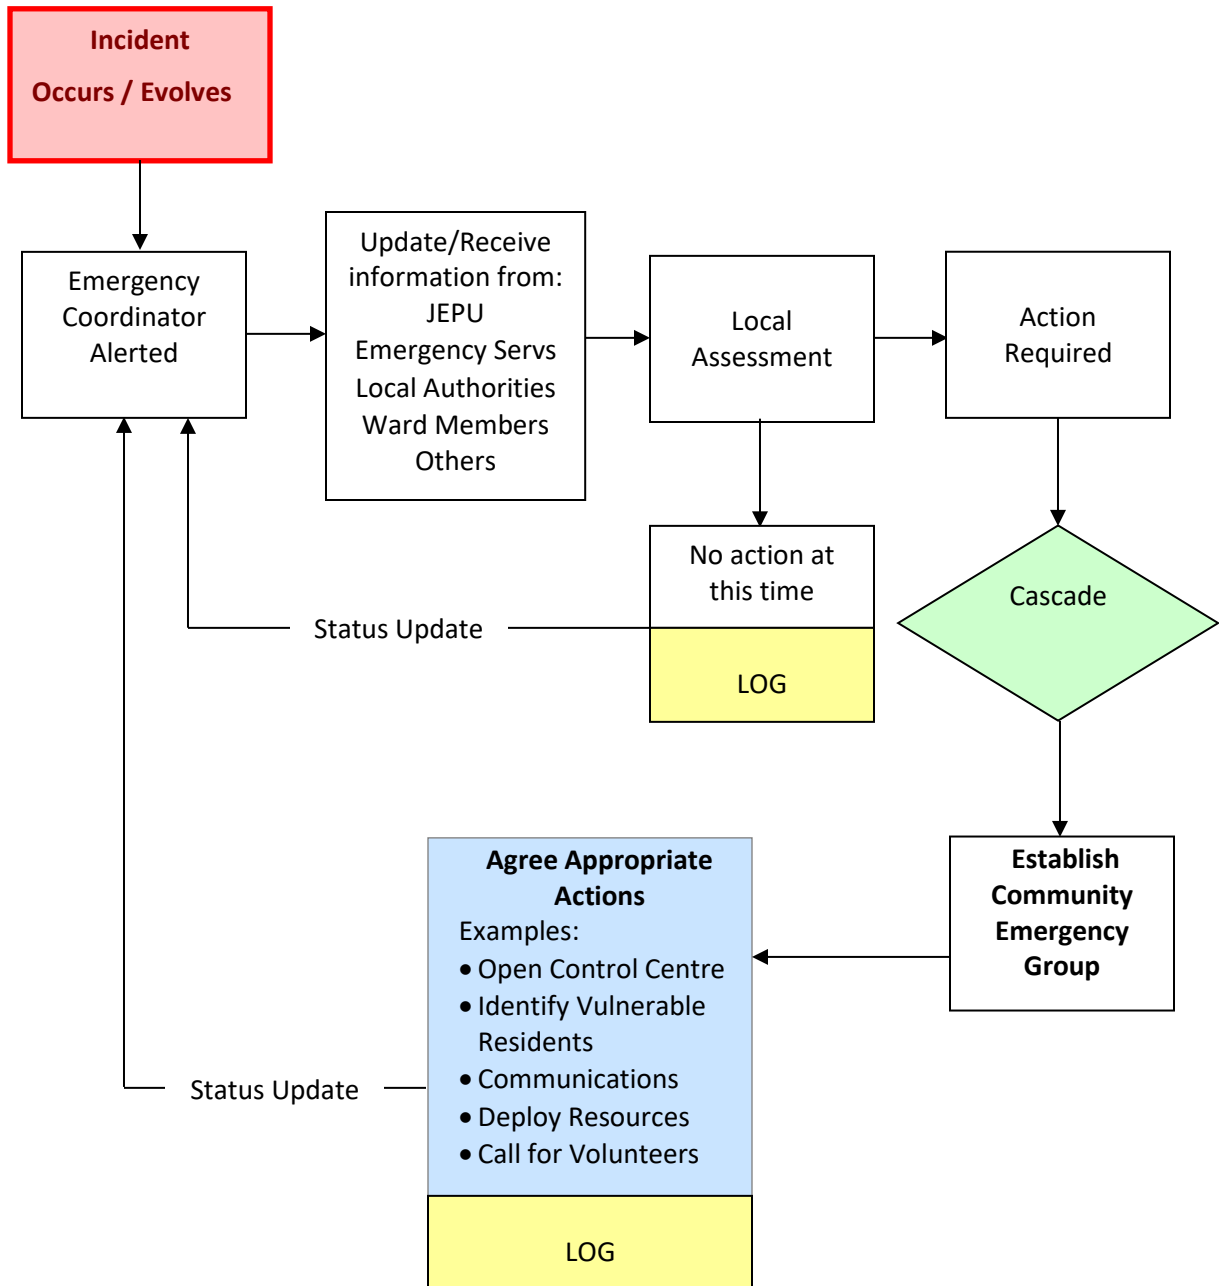 Incident
Occurs / Evolves
Emergency
Coordinator
Alerted
Update/Receive
information from:
JEPU
Emergency Servs
Local Authorities
Ward Members
Others
Local
Assessment
Action
Required
No action at
this time
LOG
Status Update
Cascade
Establish
Community
Emergency
Group
Agree Appropriate
Actions
Examples:
• Open Control Centre
• Identify Vulnerable
Residents
• Communications
• Deploy Resources
• Call for Volunteers
LOG
Status Update